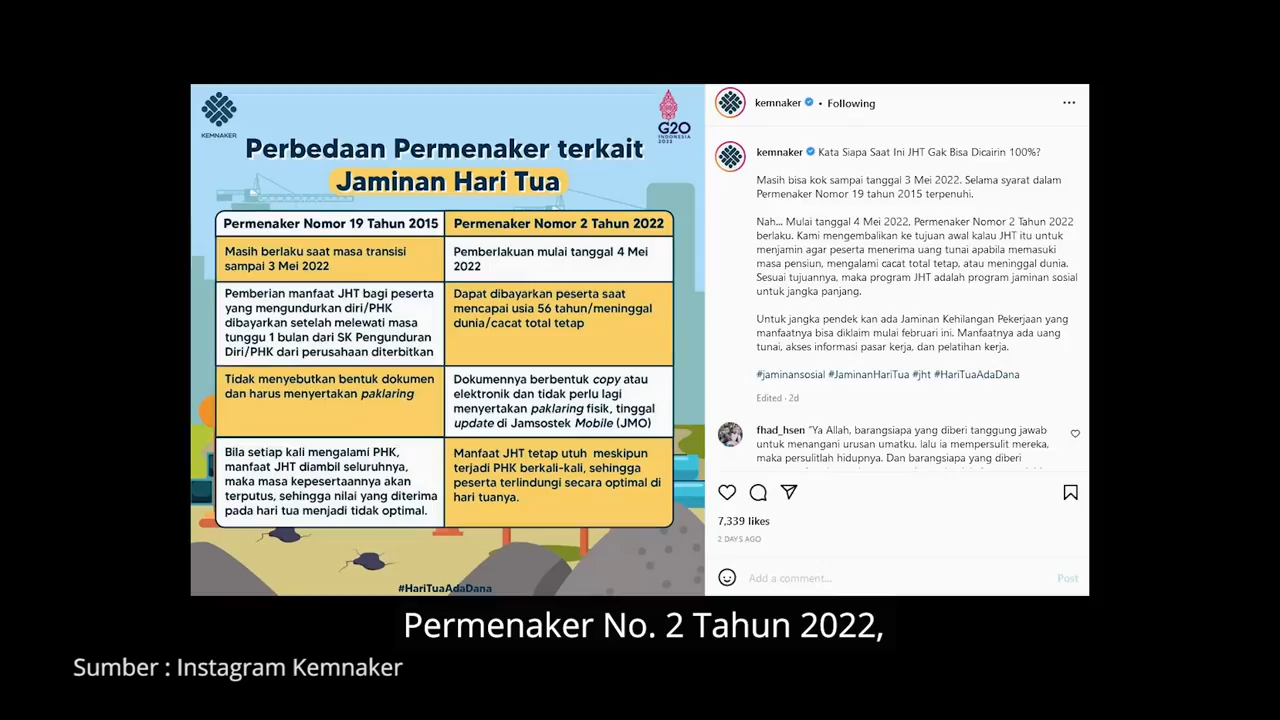 KEMNAKER
G20
INDONESIA
2022
Perbedaan Permenaker terkait
Jaminan Hari Tua
Permenaker Nomor 19 Tahun 2015
Permenaker Nomor 2 Tahun 2022
Masih berlaku saat masa transisi
sampai 3 Mei 2022
Pemberlakuan mulai tanggal 4 Mei
2022
Pemberian manfaat JHT bagi peserta
yang mengundurkan diri/PHK
dibayarkan setelah melewati masa
tunggu 1 bulan dari SK Pengunduran
Diri/PHK dari perusahaan diterbitkan
Dapat dibayarkan peserta saat
mencapai usia 56 tahun/meninggal
dunia/cacat total tetap
Tidak menyebutkan bentuk dokumen
dan harus menyertakan paklaring
Dokumennya berbentuk copy atau
elektronik dan tidak perlu lagi
menyertakan paklaring fisik, tinggal
update di Jamsostek Mobile (JMO)
Bila setiap kali mengalami PHK,
manfaat JHT diambil seluruhnya,
maka masa kepesertaannya akan
terputus, sehingga nilai yang diterima
pada hari tua menjadi tidak optimal.
Manfaat JHT tetap utuh meskipun
terjadi PHK berkali-kali, sehingga
peserta terlindungi secara optimal di
hari tuanya.
#HariTuaAdaDana
kemnaker • Following
kemnaker Kata Siapa Saat Ini JHT Gak Bisa Dicairin 100%?
Masih bisa kok sampai tanggal 3 Mei 2022. Selama syarat dalam
Permenaker Nomor 19 tahun 2015 terpenuhi.
Nah... Mulai tanggal 4 Mei 2022, Permenaker Nomor 2 Tahun 2022
berlaku. Kami mengembalikan ke tujuan awal kalau JHT itu untuk
menjamin agar peserta menerima uang tunai apabila memasuki
masa pensiun, mengalami cacat total tetap, atau meninggal dunia.
Sesuai tujuannya, maka program JHT adalah program jaminan sosial
untuk jangka panjang.
Untuk jangka pendek kan ada Jaminan Kehilangan Pekerjaan yang
manfaatnya bisa diklaim mulai februari ini. Manfaatnya ada uang
tunai, akses informasi pasar kerja, dan pelatihan kerja.
#jaminansosial #JaminanHariTua #jht #HariTuaAdaDana
Edited · 2d
fhad_hsen "Ya Allah, barangsiapa yang diberi tanggung jawab
untuk menangani urusan umatku. lalu ia mempersulit mereka,
maka persulitlah hidupnya. Dan barangsiapa yang diberi
7,339 likes
2 DAYS AGO
Add a comment...
Post
Permenaker No. 2 Tahun 2022,
Sumber : Instagram Kemnaker